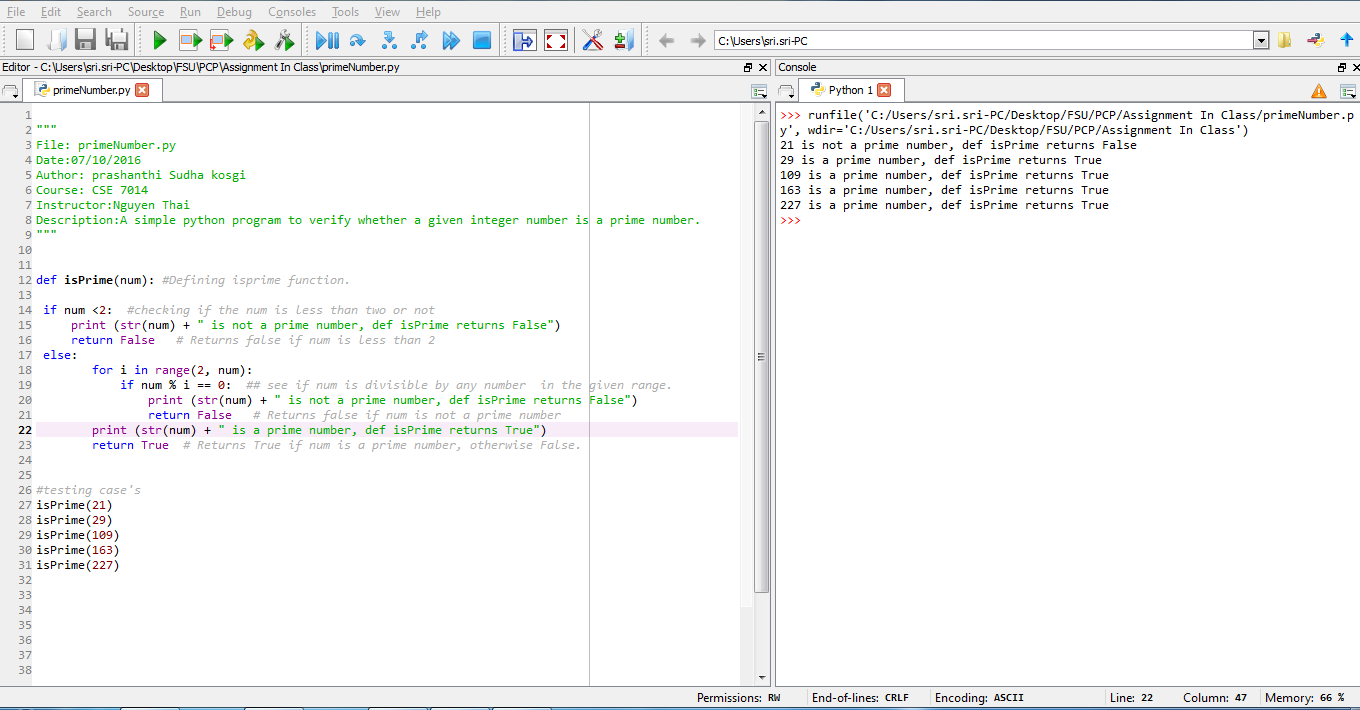 File Edit Search Source Run Debug Consoles Tools View Help
C:\Users\sri.sri-PC
Editor - C:\Users\sri.sri-PC\Desktop\FSU\PCP\Assignment In Class\primeNumber.py
primeNumber.py
1
2 """
3 File: primeNumber.py
4 Date:07/10/2016
5 Author: prashanthi Sudha kosgi
6 Course: CSE 7014
7 Instructor:Nguyen Thai
8 Description:A simple python program to verify whether a given integer number is a prime number.
9 """
10
11
12 def isPrime(num): #Defining isprime function.
13
14  if num <2:  #checking if the num is less than two or not
15      print (str(num) + " is not a prime number, def isPrime returns False")
16      return False   # Returns false if num is less than 2
17  else:
18         for i in range(2, num):
19             if num % i == 0:  ## see if num is divisible by any number  in the given range.
20                 print (str(num) + " is not a prime number, def isPrime returns False")
21                 return False   # Returns false if num is not a prime number
22         print (str(num) + " is a prime number, def isPrime returns True")
23         return True  # Returns True if num is a prime number, otherwise False.
24
25
26 #testing case's
27 isPrime(21)
28 isPrime(29)
29 isPrime(109)
30 isPrime(163)
31 isPrime(227)
32
33
34
35
36
37
38
Console
Python 1
>>> runfile('C:/Users/sri.sri-PC/Desktop/FSU/PCP/Assignment In Class/primeNumber.p
y', wdir='C:/Users/sri.sri-PC/Desktop/FSU/PCP/Assignment In Class')
21 is not a prime number, def isPrime returns False
29 is a prime number, def isPrime returns True
109 is a prime number, def isPrime returns True
163 is a prime number, def isPrime returns True
227 is a prime number, def isPrime returns True
>>>
Permissions: RW End-of-lines: CRLF Encoding: ASCII Line: 22 Column: 47 Memory: 66 %